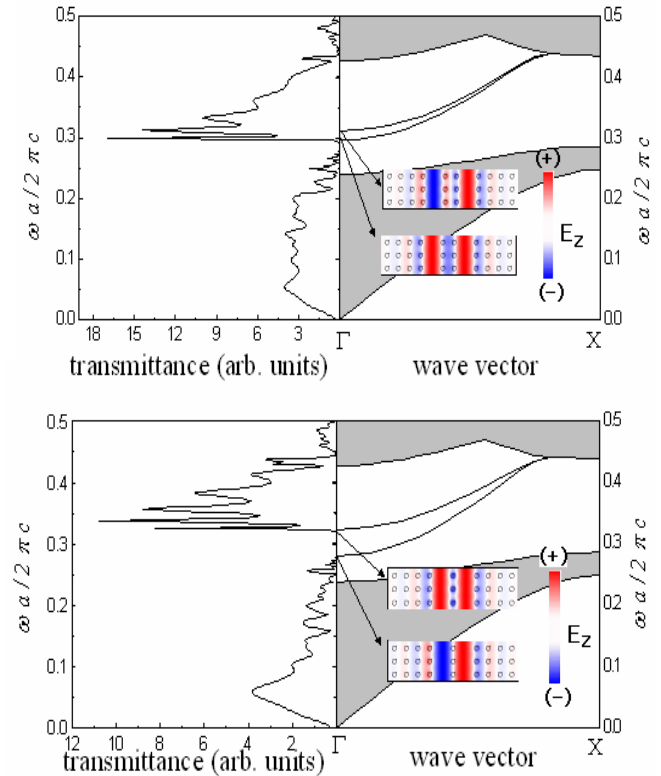 0.5
0.4
0.3
0.2
0.1
0.0
ω a / 2 π c
18 15 12 9 6 3
transmittance (arb. units)
Γ
X
wave vector
0.5
0.4
0.3
0.2
0.1
0.0
ω a / 2 π c
(+)
E_Z
(−)
0.5
0.4
0.3
0.2
0.1
0.0
ω a / 2 π c
12 10 8 6 4 2
transmittance (arb. units)
Γ
X
wave vector
0.5
0.4
0.3
0.2
0.1
0.0
ω a / 2 π c
(+)
E_Z
(−)